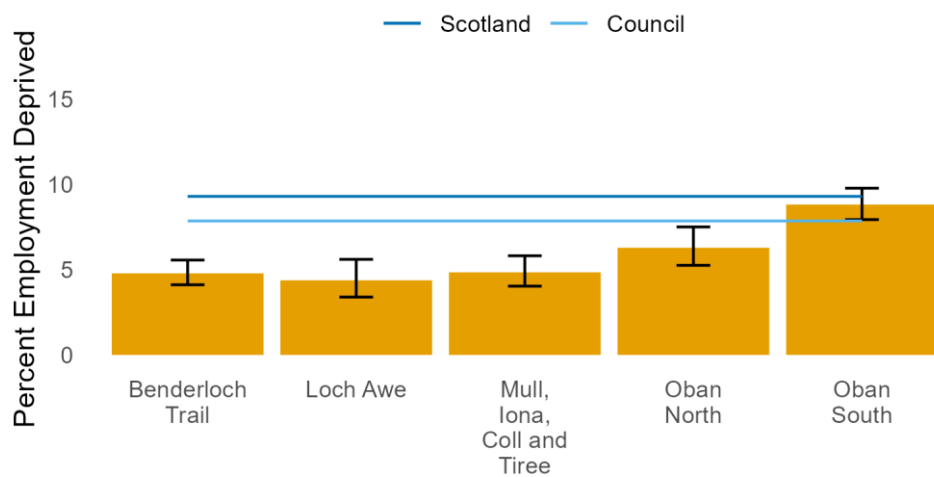 Scotland
Council
Percent Employment Deprived
15
10
5
0
Benderloch
Trail
Loch Awe
Mull,
Iona,
Coll and
Tiree
Oban
North
Oban
South